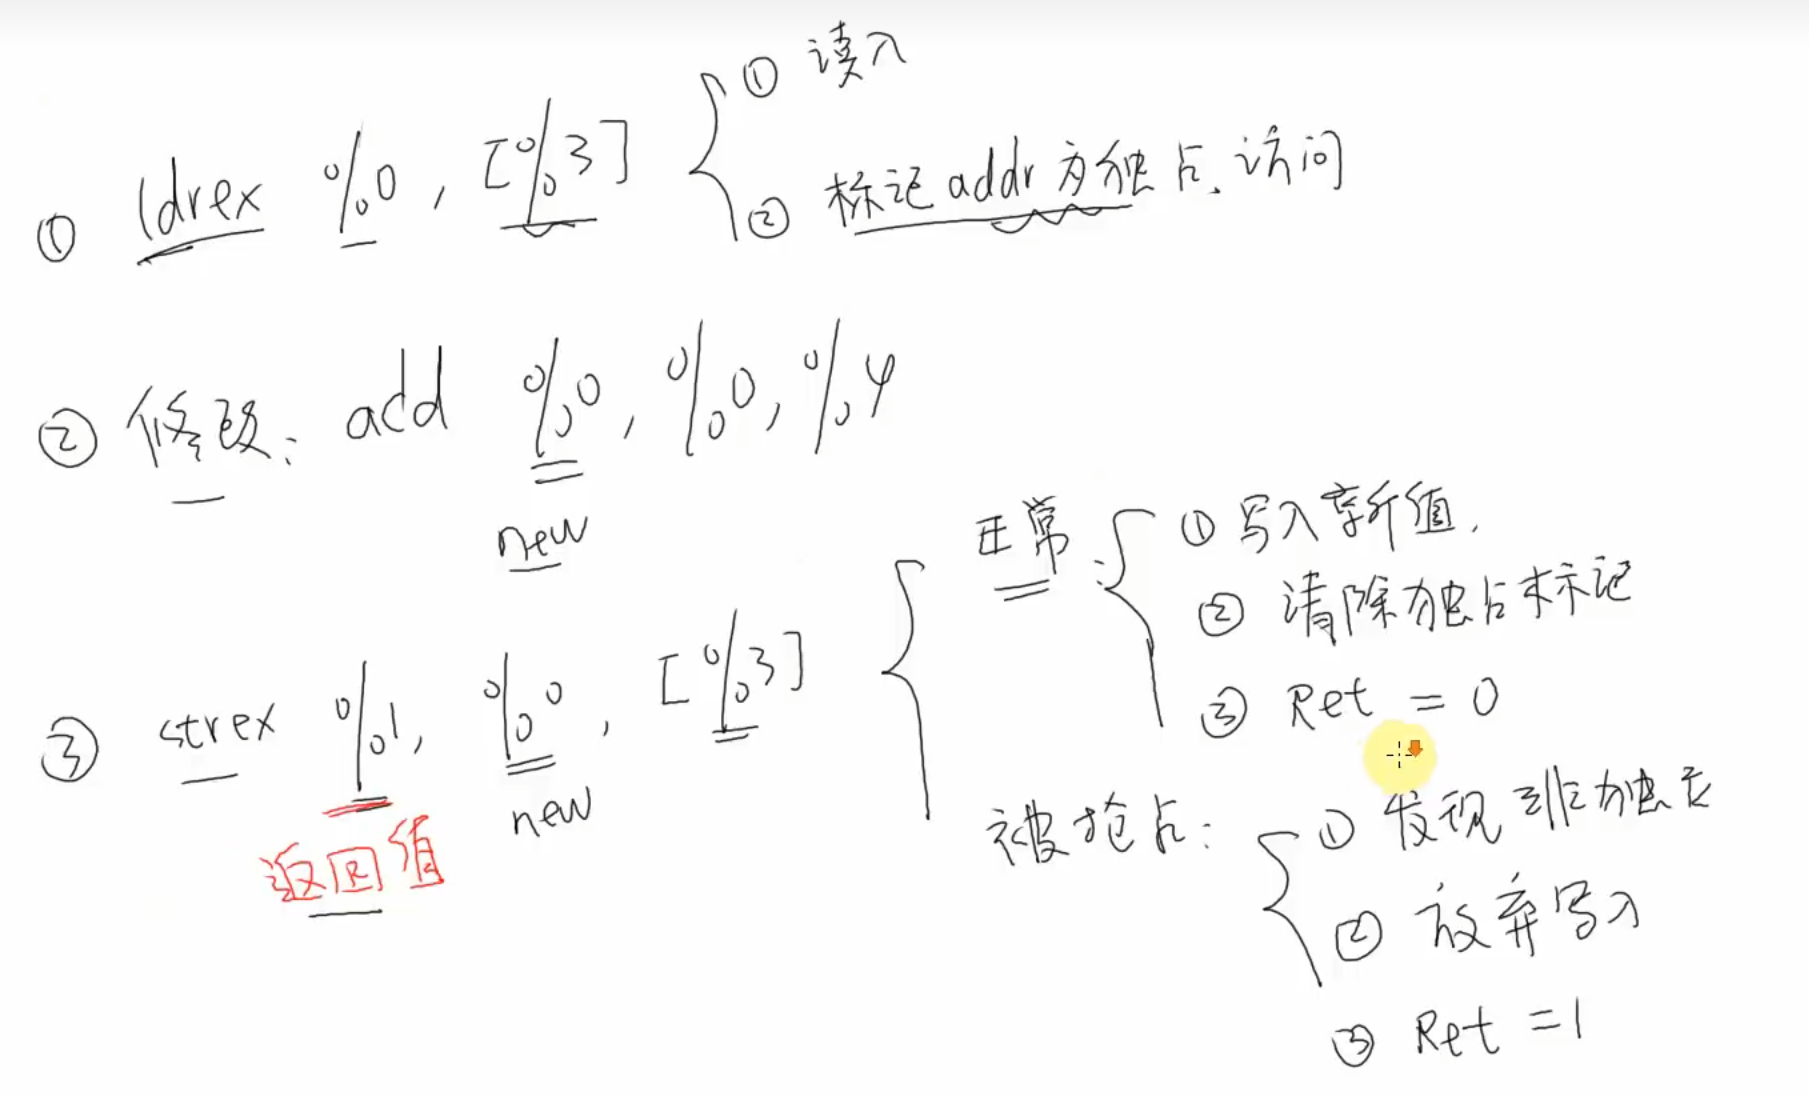 ① 读入
① ldrex %0, [%3]
② 标记addr为独占访问
② 修改: add %0, %0, %4
new
正常: ① 写入新值.
② 清除独占标记
③ strex %1, %0, [%3]
③ Ret = 0
返回值
new
被抢占: ① 发现非独占
② 放弃写入
③ Ret = 1